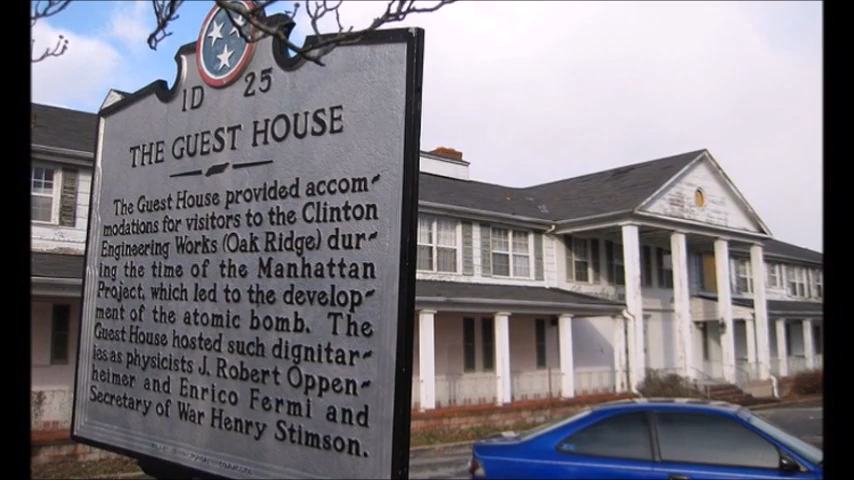 1D 25
THE GUEST HOUSE
The Guest House provided accom-
modations for visitors to the Clinton
Engineering Works (Oak Ridge) dur-
ing the time of the Manhattan
Project, which led to the develop-
ment of the atomic bomb. The
Guest House hosted such dignitar-
ies as physicists J. Robert Oppen-
heimer and Enrico Fermi and
Secretary of War Henry Stimson.